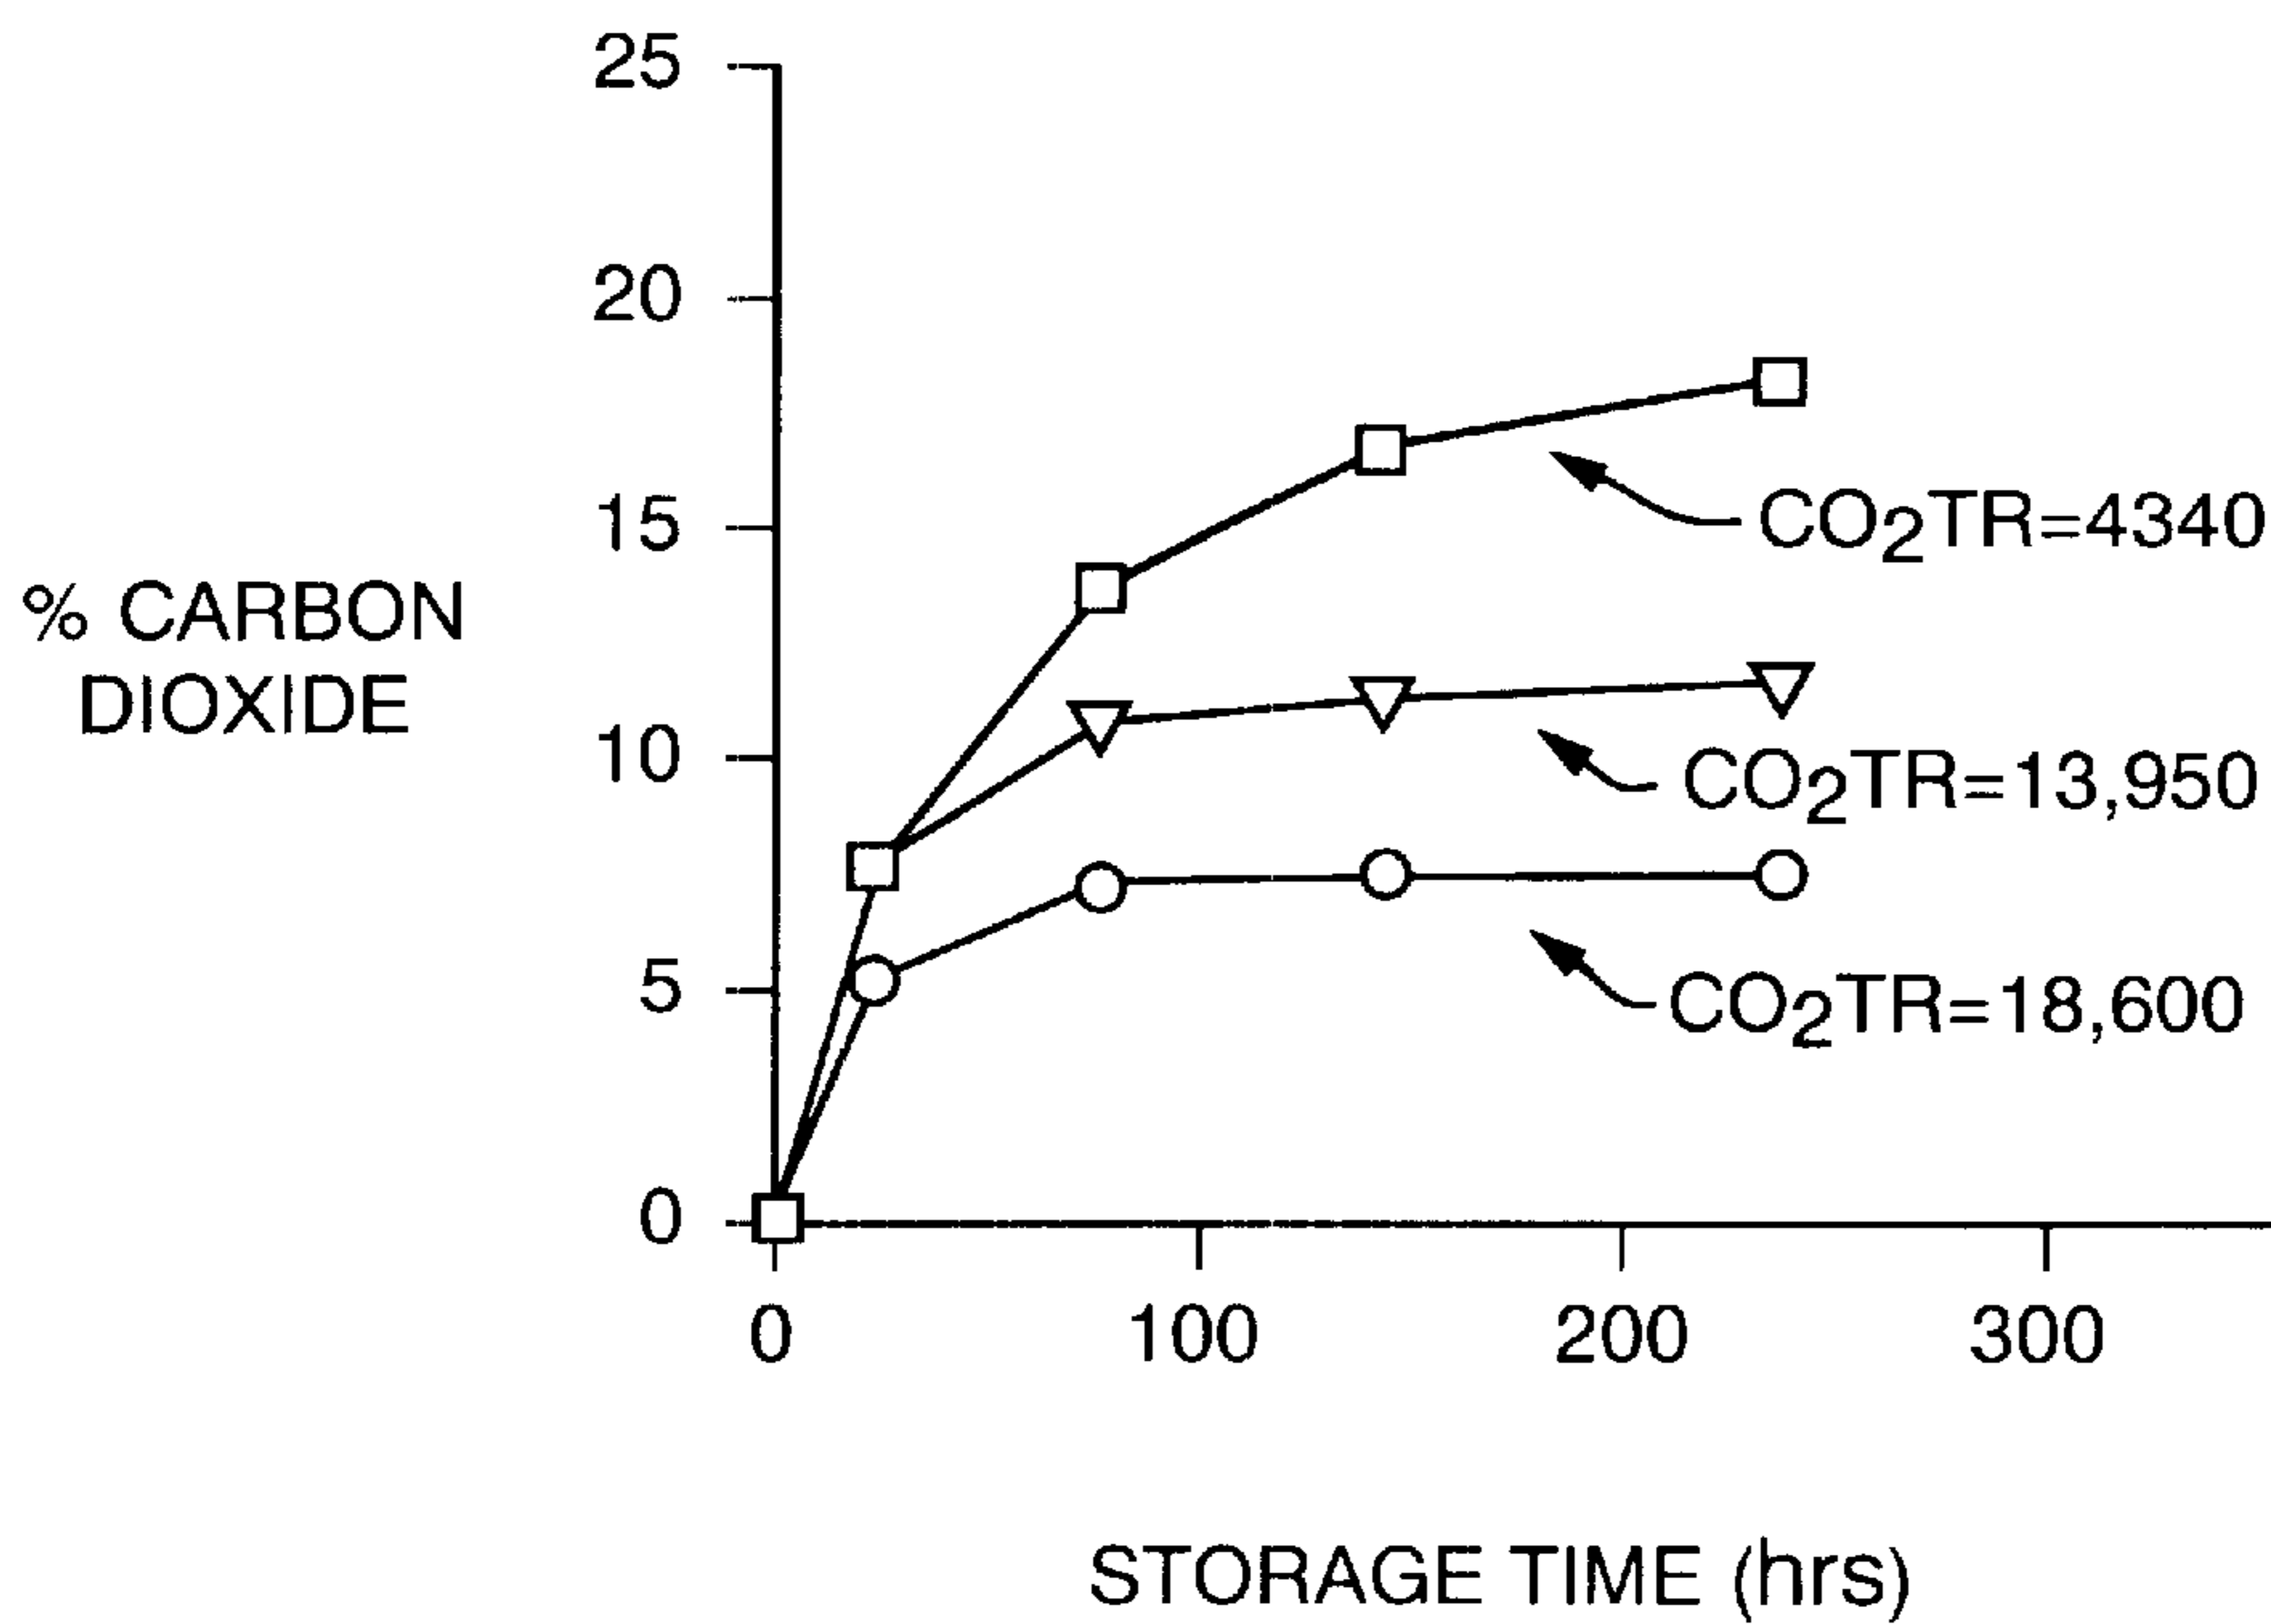 25
20
15
10
5
0
% CARBON
DIOXIDE
CO₂TR=4340
CO₂TR=13,950
CO₂TR=18,600
0 100 200 300
STORAGE TIME (hrs)